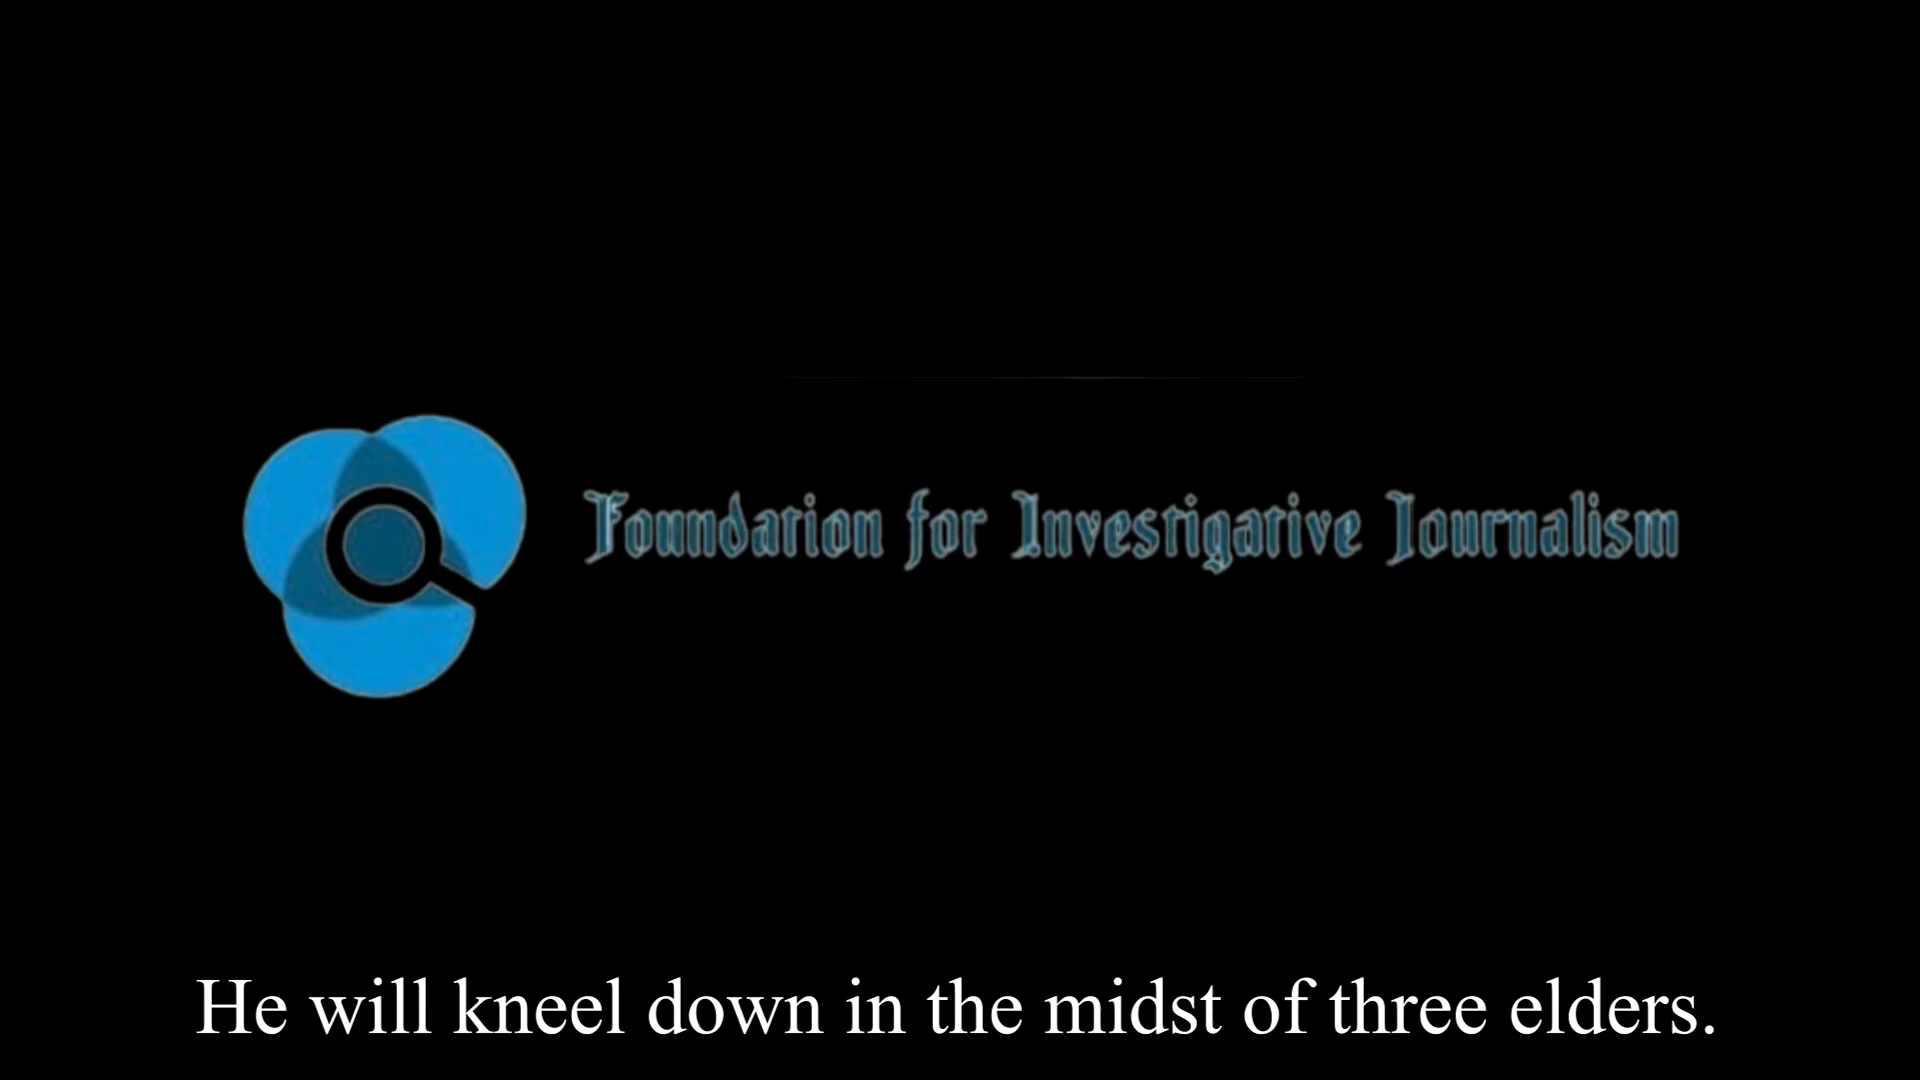 Foundation for Investigative Journalism
He will kneel down in the midst of three elders.